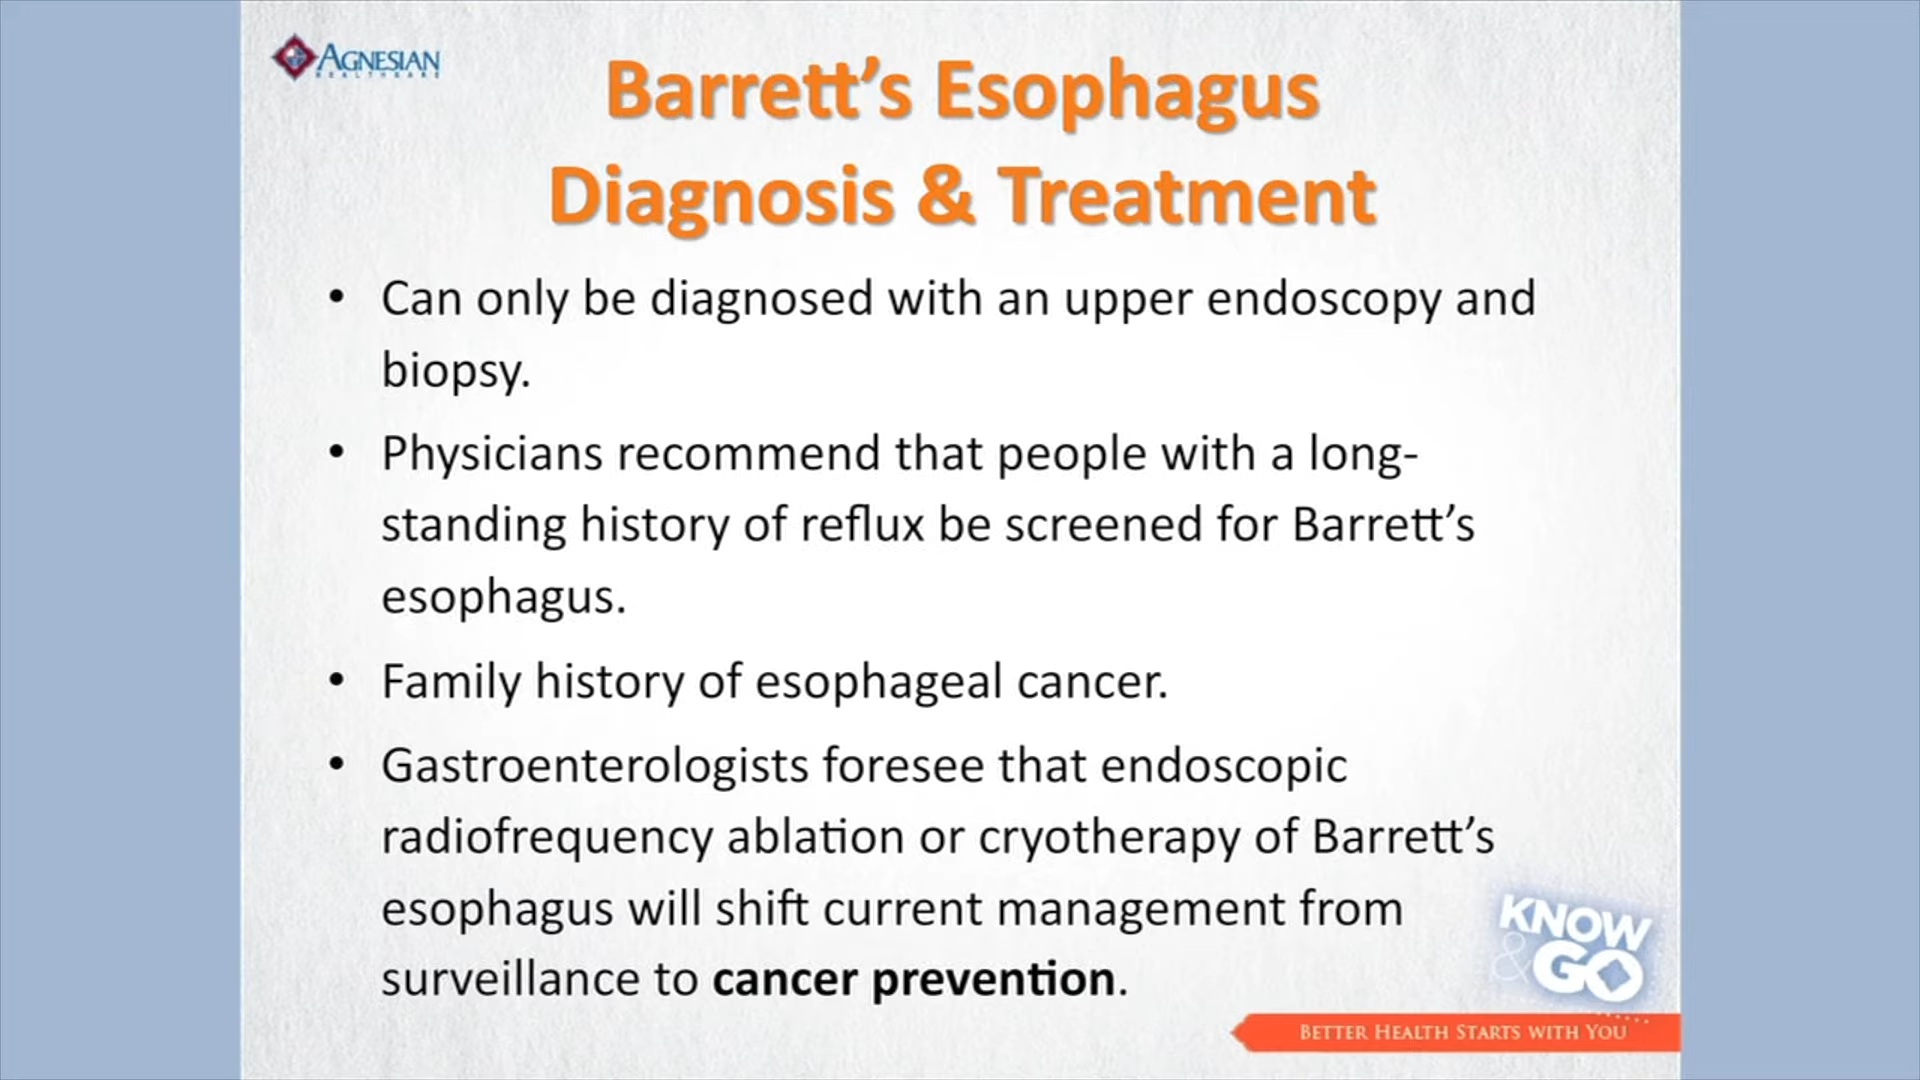 AGNESIAN
HEALTHCARE
Barrett's Esophagus
Diagnosis & Treatment
• Can only be diagnosed with an upper endoscopy and
biopsy.
• Physicians recommend that people with a long-
standing history of reflux be screened for Barrett's
esophagus.
• Family history of esophageal cancer.
• Gastroenterologists foresee that endoscopic
radiofrequency ablation or cryotherapy of Barrett's
esophagus will shift current management from
surveillance to cancer prevention.
KNOW
& GO
BETTER HEALTH STARTS WITH YOU